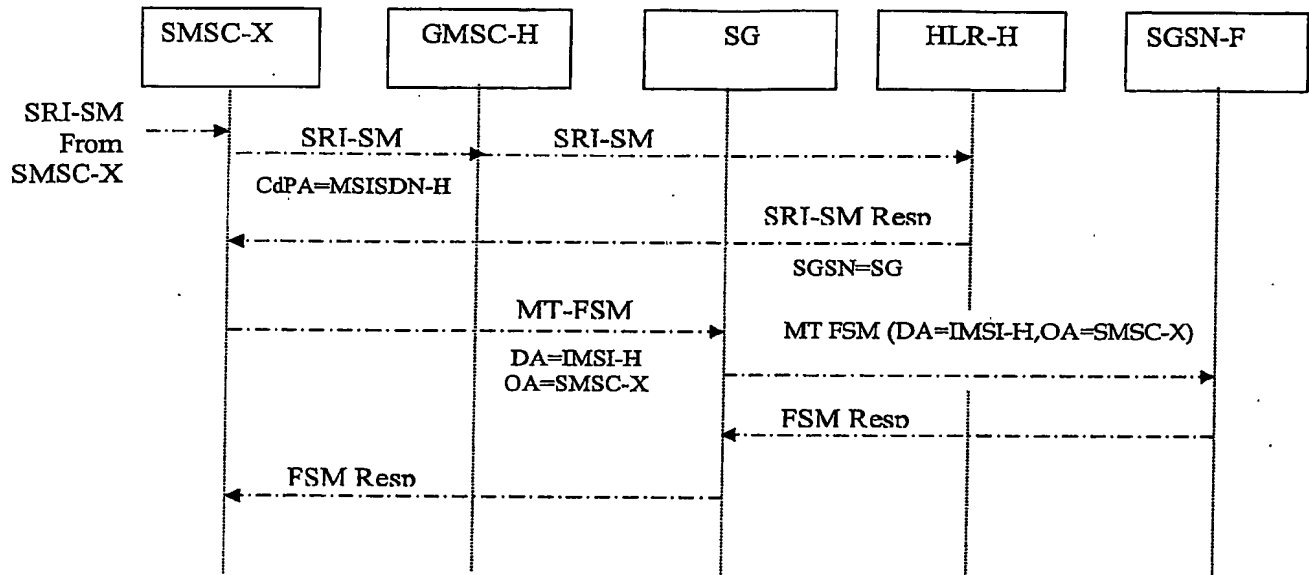 SMSC-X
GMSC-H
SG
HLR-H
SGSN-F
SRI-SM
From
SMSC-X
SRI-SM
SRI-SM
CdPA=MSISDN-H
SRI-SM Resp
SGSN=SG
MT-FSM
MT FSM (DA=IMSI-H,OA=SMSC-X)
DA=IMSI-H
OA=SMSC-X
FSM Resp
FSM Resp